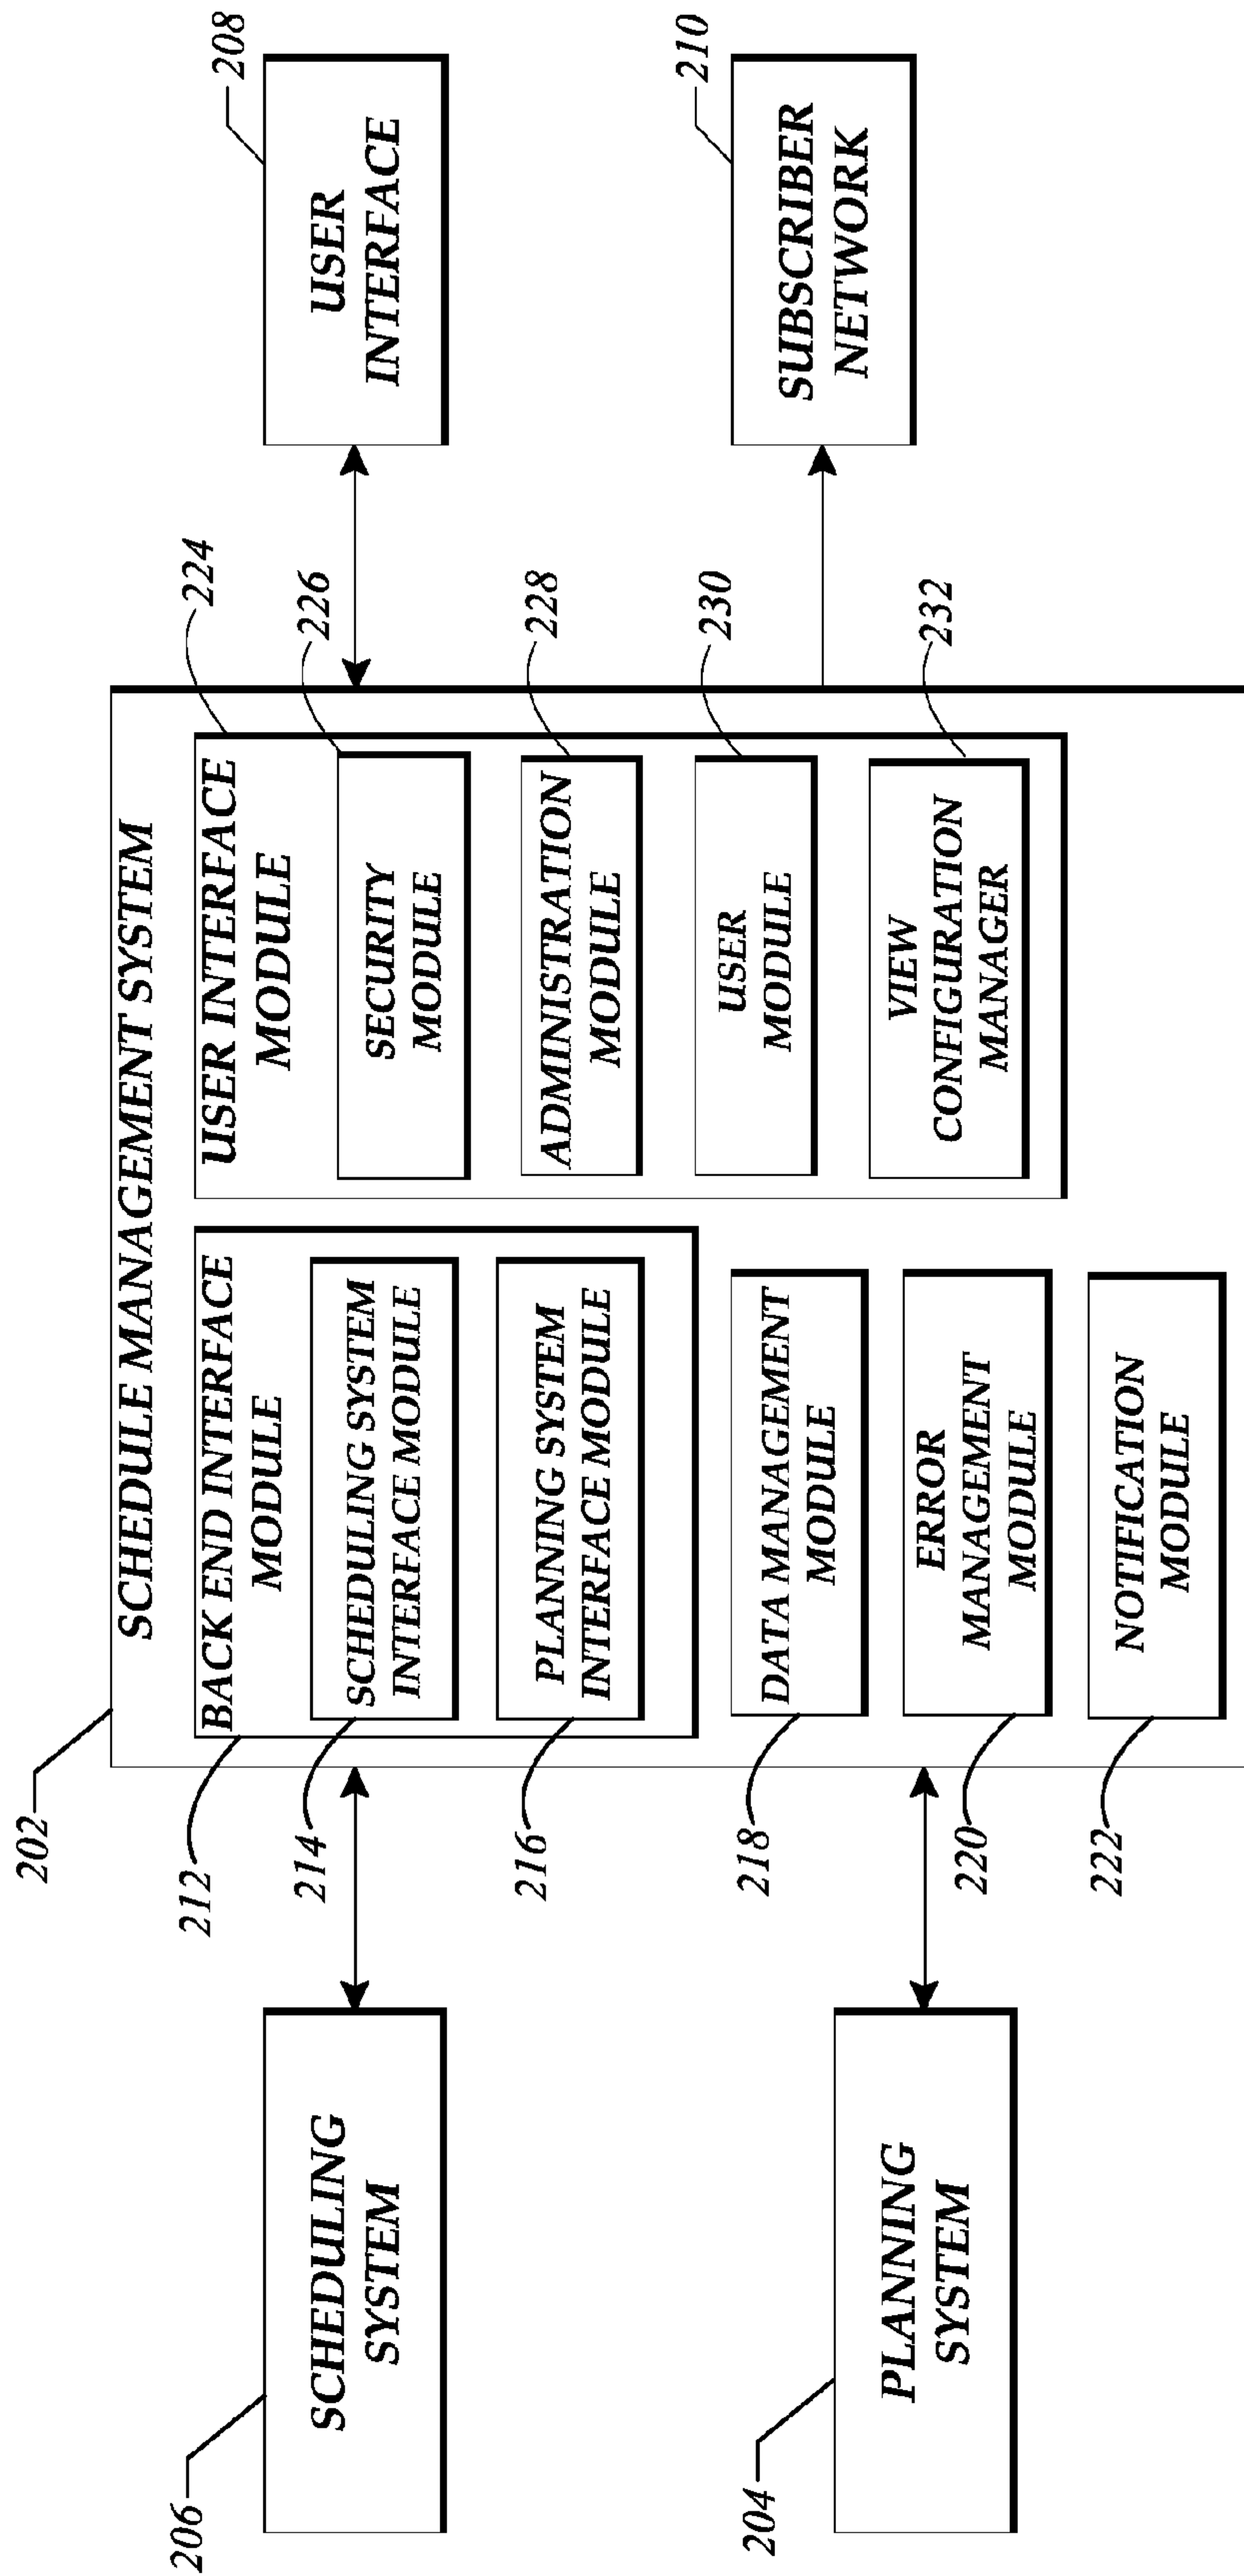 202
SCHEDULE MANAGEMENT SYSTEM
206
SCHEDULING
SYSTEM
204
PLANNING
SYSTEM
212
BACK END INTERFACE
MODULE
214
SCHEDULING SYSTEM
INTERFACE MODULE
216
PLANNING SYSTEM
INTERFACE MODULE
218
DATA MANAGEMENT
MODULE
220
ERROR
MANAGEMENT
MODULE
222
NOTIFICATION
MODULE
224
USER INTERFACE
MODULE
226
SECURITY
MODULE
228
ADMINISTRATION
MODULE
230
USER
MODULE
232
VIEW
CONFIGURATION
MANAGER
208
USER
INTERFACE
210
SUBSCRIBER
NETWORK